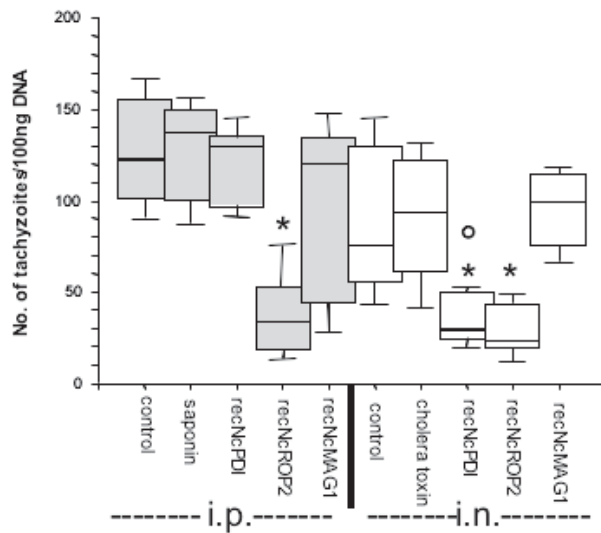 No. of tachyzoites/100ng DNA
200
150
100
50
0
*
*
*
control
saponin
recNcPDI
recNcROP2
recNcMAG1
control
cholera toxin
recNcPDI
recNcROP2
recNcMAG1
-------- i.p.-------- --------i.n.--------